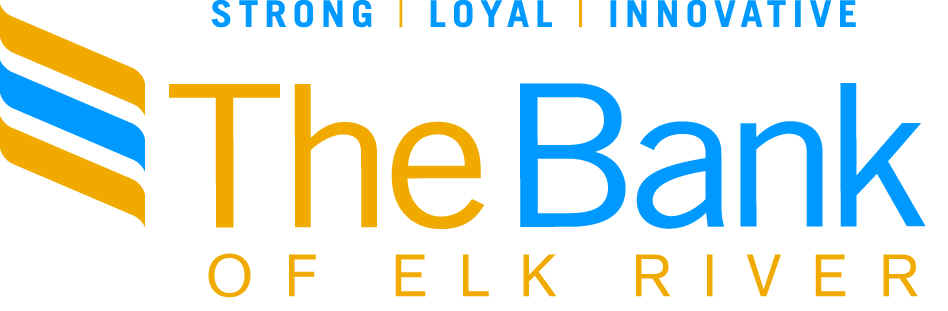 STRONG | LOYAL | INNOVATIVE
The Bank
OF ELK RIVER